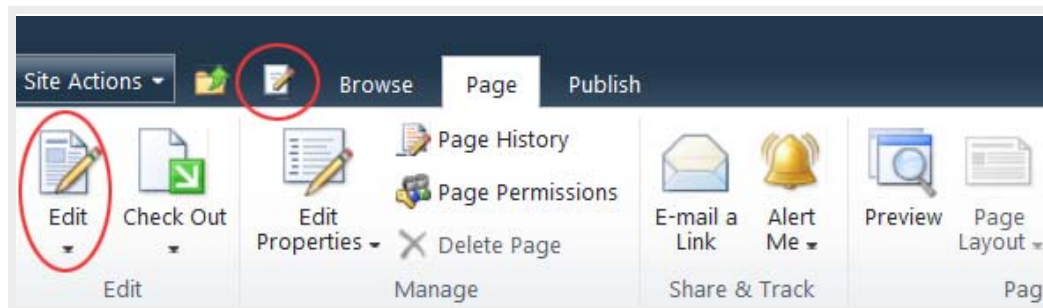 Site Actions
Browse Page Publish
Page History
Page Permissions
Delete Page
Edit
Check Out
Edit
Properties
E-mail a
Link
Alert
Me
Preview
Page
Layout
Edit
Manage
Share & Track
Pag